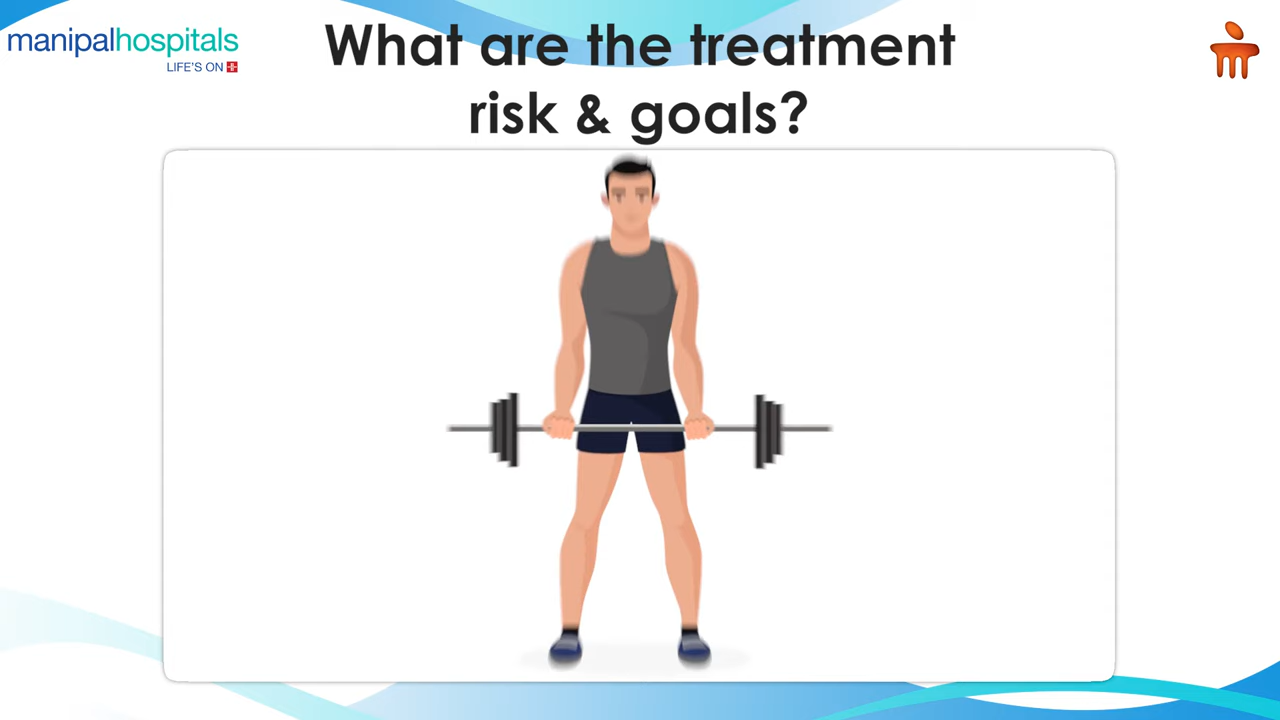 manipalhospitals
LIFE'S ON
What are the treatment
risk & goals?